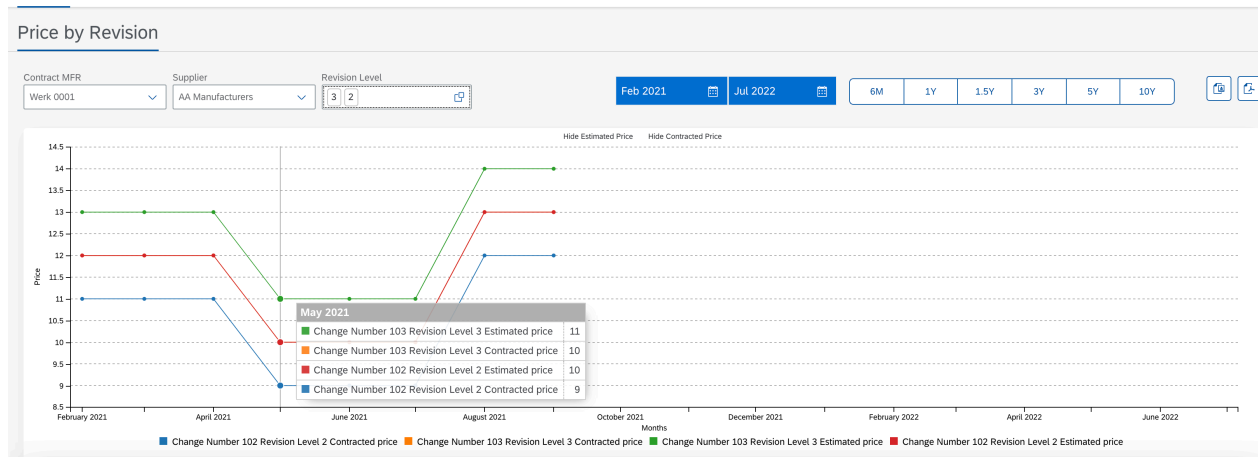 Price by Revision
Contract MFR
Supplier
Revision Level
Werk 0001
AA Manufacturers
3 2
Feb 2021
Jul 2022
6M 1Y 1.5Y 3Y 5Y 10Y
Hide Estimated Price Hide Contracted Price
14.5
14
13.5
13
12.5
12
11.5
11
10.5
10
9.5
9
8.5
Price
May 2021
Change Number 103 Revision Level 3 Estimated price 11
Change Number 103 Revision Level 3 Contracted price 10
Change Number 102 Revision Level 2 Estimated price 10
Change Number 102 Revision Level 2 Contracted price 9
February 2021 April 2021 June 2021 August 2021 October 2021 December 2021 February 2022 April 2022 June 2022
Months
Change Number 102 Revision Level 2 Contracted price Change Number 103 Revision Level 3 Contracted price Change Number 103 Revision Level 3 Estimated price Change Number 102 Revision Level 2 Estimated price